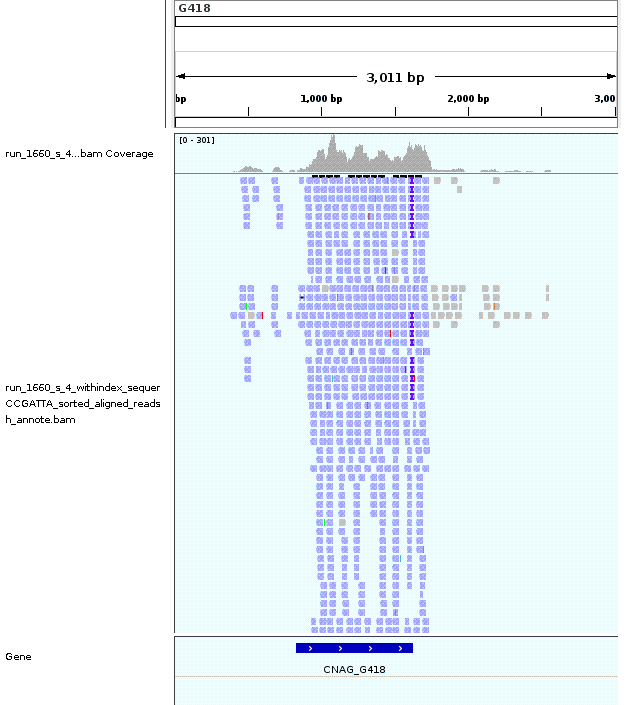 G418
3,011 bp
bp 1,000 bp 2,000 bp 3,00
[0 - 301]
run_1660_s_4...bam Coverage
run_1660_s_4_withindex_sequer
CCGATTA_sorted_aligned_reads
h_annote.bam
Gene
CNAG_G418